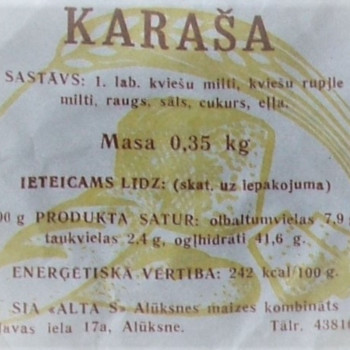 KARAŠA
SASTĀVS: 1. lab. kviešu milti, kviešu rupjie
milti, raugs, sāls, cukurs, eļļa.
Masa 0,35 kg
IETEICAMS LĪDZ: (skat. uz iepakojuma)
00 g PRODUKTA SATUR: olbaltumvielas 7,9
taukvielas 2,4 g, ogļhidrāti 41,6 g.
ENERĢĒTISKĀ VĒRTĪBA: 242 kcal/100 g.
SIA «ALTA S» Alūksnes maizes kombināts
iela 17a, Alūksne. Tālr. 4381